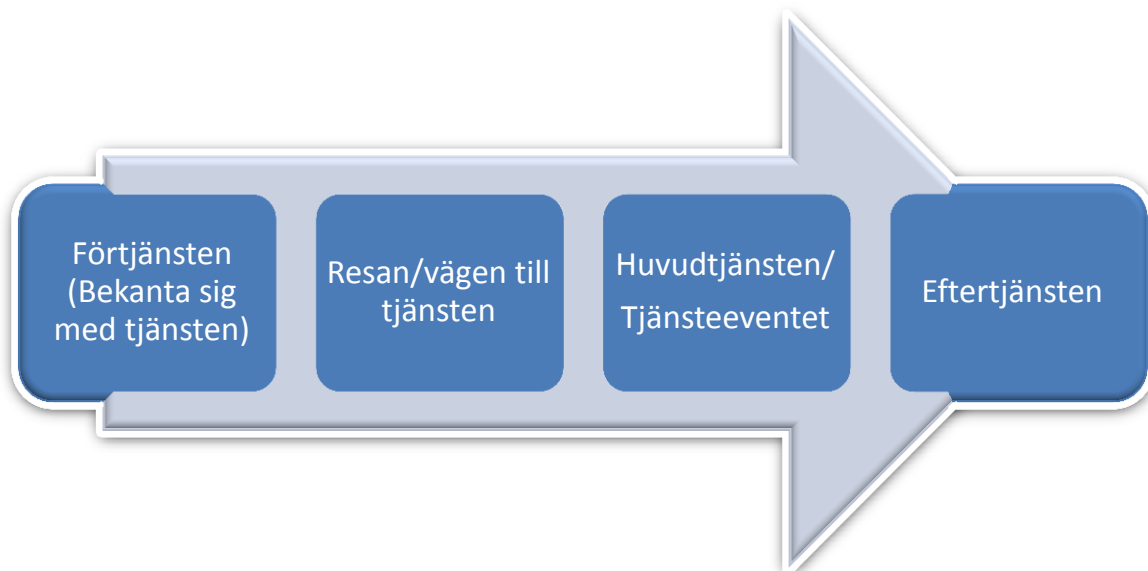 Förtjänsten
(Bekanta sig
med tjänsten)
Resan/vägen till
tjänsten
Huvudtjänsten/
Tjänsteeventet
Eftertjänsten